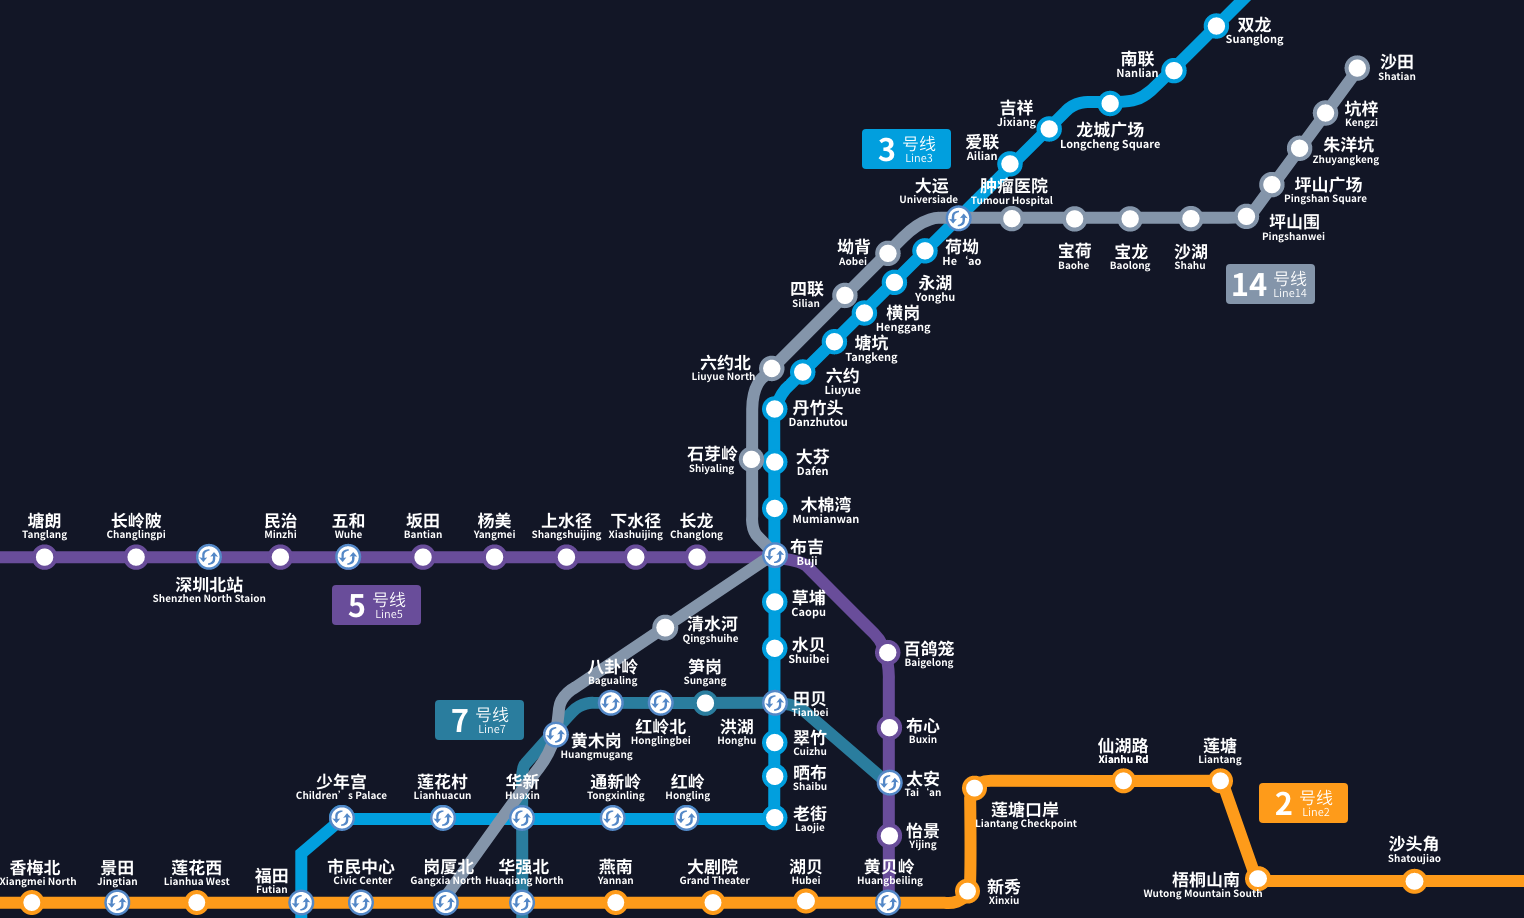 双龙
Suanglong
南联
Nanlian
沙田
Shatian
吉祥
Jixiang
坑梓
Kengzi
龙城广场
Longcheng Square
3 号线
Line3
爱联
Ailian
朱洋坑
Zhuyangkeng
大运
Universiade
肿瘤医院
Tumour Hospital
坪山广场
Pingshan Square
坪山围
Pingshanwei
坳背
Aobei
荷坳
He‘ao
宝荷
Baohe
宝龙
Baolong
沙湖
Shahu
14 号线
Line14
四联
Silian
永湖
Yonghu
横岗
Henggang
塘坑
Tangkeng
六约北
Liuyue North
六约
Liuyue
丹竹头
Danzhutou
石芽岭
Shiyaling
大芬
Dafen
木棉湾
Mumianwan
塘朗
Tanglang
长岭陂
Changlingpi
民治
Minzhi
五和
Wuhe
坂田
Bantian
杨美
Yangmei
上水径
Shangshuijing
下水径
Xiashuijing
长龙
Changlong
布吉
Buji
深圳北站
Shenzhen North Staion
5 号线
Line5
草埔
Caopu
清水河
Qingshuihe
水贝
Shuibei
百鸽笼
Baigelong
八卦岭
Bagualing
笋岗
Sungang
田贝
Tianbei
7 号线
Line7
黄木岗
Huangmugang
红岭北
Honglingbei
洪湖
Honghu
翠竹
Cuizhu
布心
Buxin
仙湖路
Xianhu Rd
莲塘
Liantang
少年宫
Children’s Palace
莲花村
Lianhuacun
华新
Huaxin
通新岭
Tongxinling
红岭
Hongling
晒布
Shaibu
太安
Tai‘an
2 号线
Line2
老街
Laojie
莲塘口岸
Liantang Checkpoint
怡景
Yijing
沙头角
Shatoujiao
香梅北
Xiangmei North
景田
Jingtian
莲花西
Lianhua West
福田
Futian
市民中心
Civic Center
岗厦北
Gangxia North
华强北
Huaqiang North
燕南
Yannan
大剧院
Grand Theater
湖贝
Hubei
黄贝岭
Huangbeiling
新秀
Xinxiu
梧桐山南
Wutong Mountain South